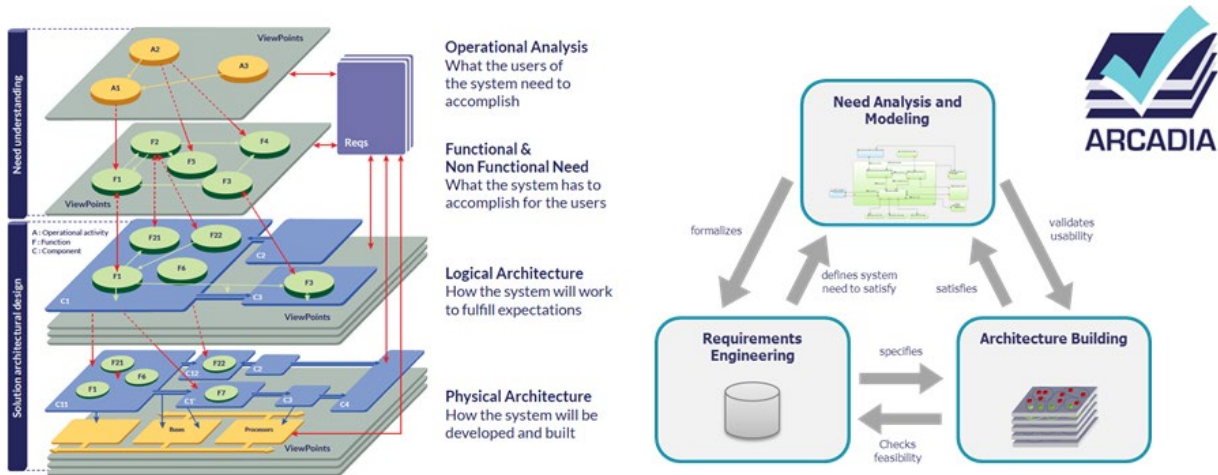 Need understanding
Solution architectural design
ViewPoints
A2
A3
A1
Reqs
F2
F4
F5
F1
F3
ViewPoints
A : Operational activity
F : Function
C : Component
F21
F22
C2
F1
F6
F3
C1
C3
ViewPoints
F21
F22
C12
C2
F1
F6
F7
C11
C1'
C3
C4
Processors
ViewPoints
Operational Analysis
What the users of
the system need to
accomplish
Functional &
Non Functional Need
What the system has to
accomplish for the users
Logical Architecture
How the system will work
to fulfill expectations
Physical Architecture
How the system will be
developed and built
ARCADIA
Need Analysis and
Modeling
formalizes
validates
usability
defines system
need to satisfy
satisfies
Requirements
Engineering
specifies
Architecture Building
Checks
feasibility